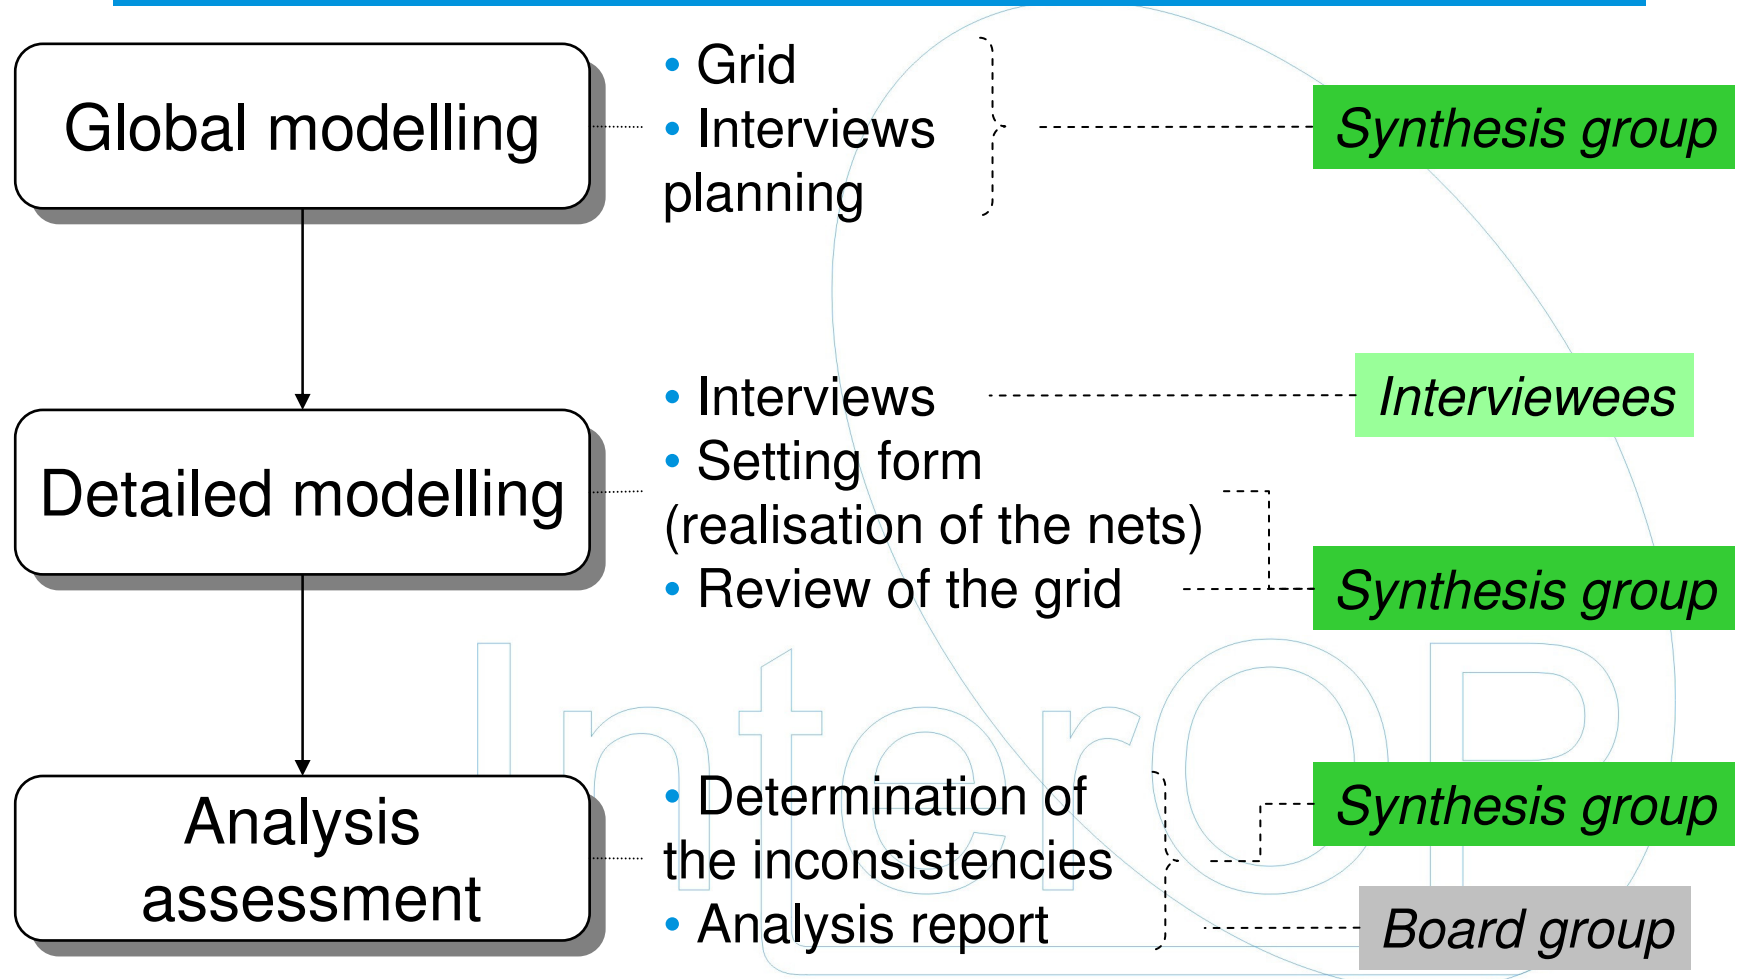 Global modelling
• Grid
• Interviews
planning
Synthesis group
Detailed modelling
• Interviews
• Setting form
(realisation of the nets)
• Review of the grid
Interviewees
Synthesis group
Analysis
assessment
• Determination of
the inconsistencies
• Analysis report
Synthesis group
Board group
InterOP